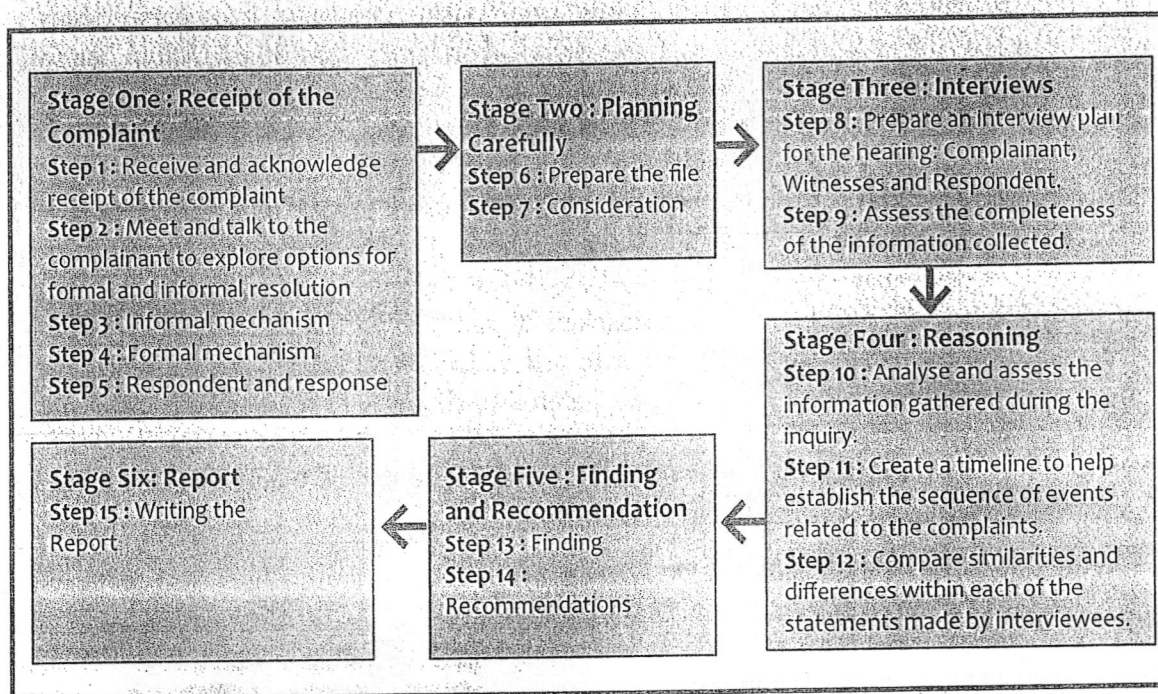 Stage One : Receipt of the
Complaint
Step 1 : Receive and acknowledge
receipt of the complaint
Step 2 : Meet and talk to the
complainant to explore options for
formal and informal resolution
Step 3 : Informal mechanism
Step 4 : Formal mechanism
Step 5 : Respondent and response
Stage Two : Planning
Carefully
Step 6 : Prepare the file
Step 7 : Consideration
Stage Three : Interviews
Step 8 : Prepare an interview plan
for the hearing: Complainant,
Witnesses and Respondent.
Step 9 : Assess the completeness
of the information collected.
Stage Four : Reasoning
Step 10 : Analyse and assess the
information gathered during the
inquiry.
Step 11 : Create a timeline to help
establish the sequence of events
related to the complaints.
Step 12 : Compare similarities and
differences within each of the
statements made by interviewees.
Stage Five : Finding
and Recommendation
Step 13 : Finding
Step 14 :
Recommendations
Stage Six: Report
Step 15 : Writing the
Report